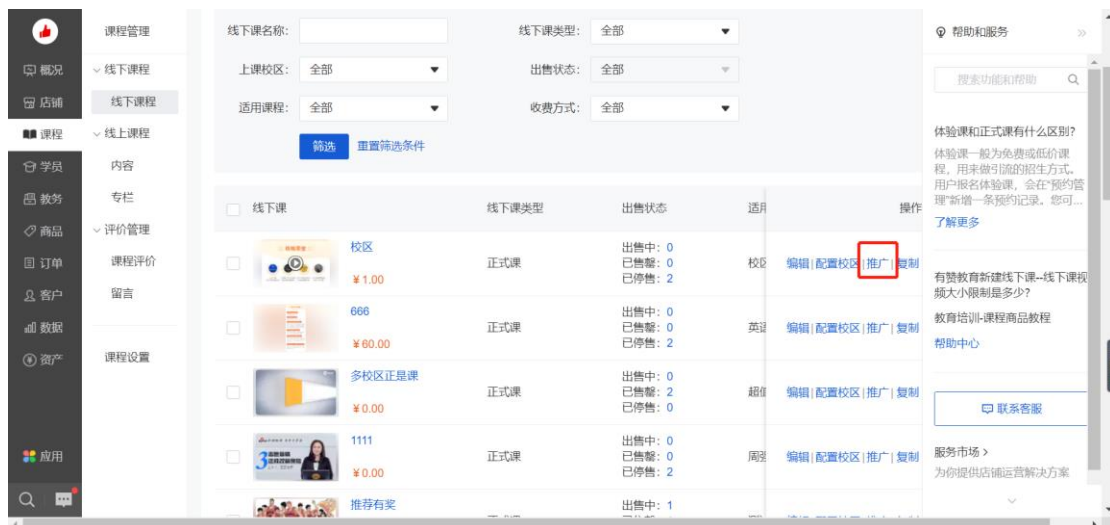 课程管理
概况
店铺
课程
学员
教务
商品
订单
客户
数据
资产
应用
线下课程
线下课程
线上课程
内容
专栏
评价管理
课程评价
留言
课程设置
线下课名称:
线下课类型: 全部
上课校区: 全部
出售状态: 全部
适用课程: 全部
收费方式: 全部
筛选 重置筛选条件
线下课 线下课类型 出售状态 适用 操作
校区
¥1.00
正式课
出售中: 0
已售罄: 0
已停售: 2
校区
编辑|配置校区|推广|复制
666
¥60.00
正式课
出售中: 0
已售罄: 0
已停售: 2
英语
编辑|配置校区|推广|复制
多校区正是课
¥0.00
正式课
出售中: 0
已售罄: 2
已停售: 0
超值
编辑|配置校区|推广|复制
1111
¥0.00
正式课
出售中: 0
已售罄: 0
已停售: 2
周
编辑|配置校区|推广|复制
推荐有奖
出售中: 1
帮助和服务 »
搜索功能和帮助
体验课和正式课有什么区别?
体验课一般为免费或低价课
程，用来做引流的招生方式。
用户报名体验课，会在"预约管
理"新增一条预约记录。您可...
了解更多
有赞教育新建线下课--线下课视
频大小限制是多少?
教育培训-课程商品教程
帮助中心
联系客服
服务市场 >
为你提供店铺运营解决方案